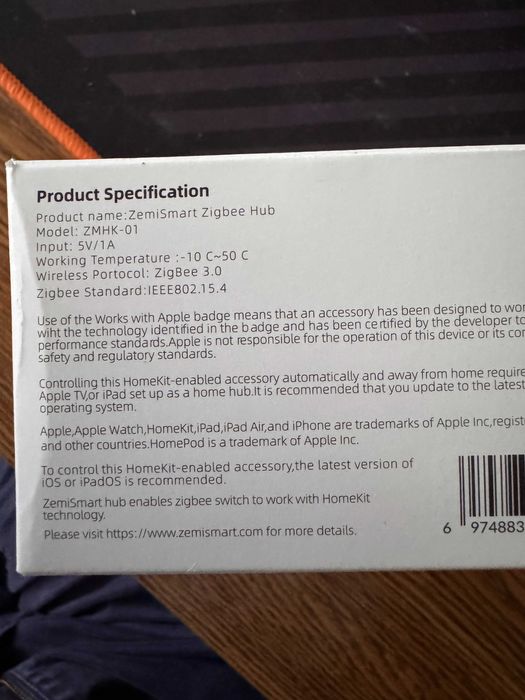 Product Specification
Product name:ZemiSmart Zigbee Hub
Model: ZMHK-01
Input: 5V/1A
Working Temperature :-10 C~50 C
Wireless Portocol: ZigBee 3.0
Zigbee Standard:IEEE802.15.4
Use of the Works with Apple badge means that an accessory has been designed to
wiht the technology identified in the badge and has been certified by the developer
performance standards.Apple is not responsible for the operation of this device or its
safety and regulatory standards.
Controlling this HomeKit-enabled accessory automatically and away from home
Apple TV,or iPad set up as a home hub.It is recommended that you update to the latest
operating system.
Apple,Apple Watch,HomeKit,iPad,iPad Air,and iPhone are trademarks of Apple Inc,
and other countries.HomePod is a trademark of Apple Inc.
To control this HomeKit-enabled accessory,the latest version of
iOS or iPadOS is recommended.
ZemiSmart hub enables zigbee switch to work with HomeKit
technology.
Please visit https://www.zemismart.com for more details.
6 974883